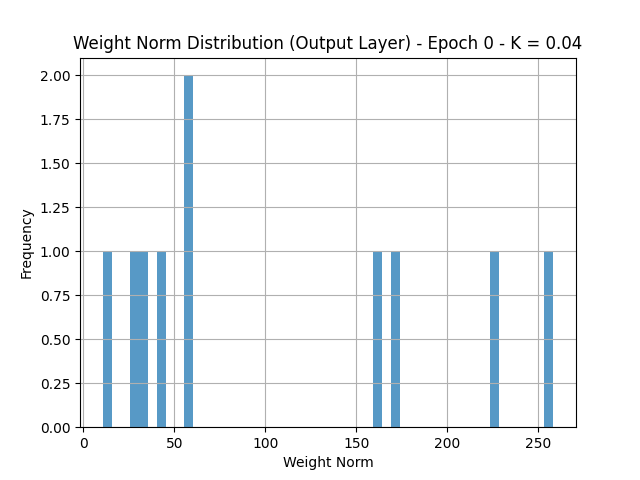 Weight Norm Distribution (Output Layer) - Epoch 0 - K = 0.04
2.00
1.75
1.50
1.25
1.00
0.75
0.50
0.25
0.00
Frequency
0 50 100 150 200 250
Weight Norm